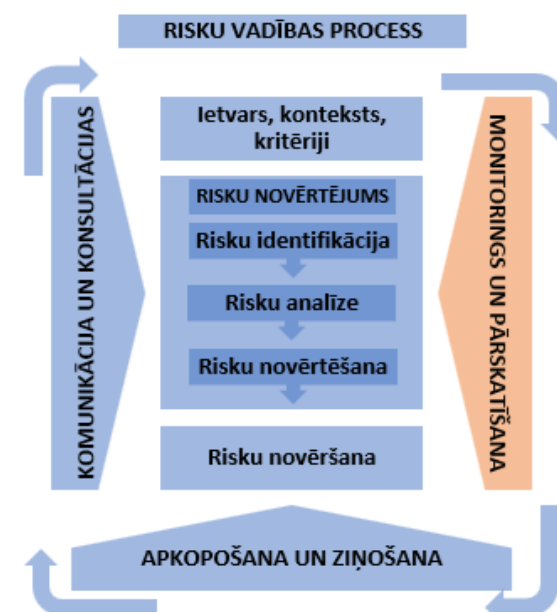 RISKU VADĪBAS PROCESS
Ietvars, konteksts,
kritēriji
RISKU NOVĒRTĒJUMS
Risku identifikācija
Risku analīze
Risku novērtēšana
Risku novēršana
KOMUNIKĀCIJA UN KONSULTĀCIJAS
MONITORINGS UN PĀRSKATĪŠANA
APKOPOŠANA UN ZIŅOŠANA